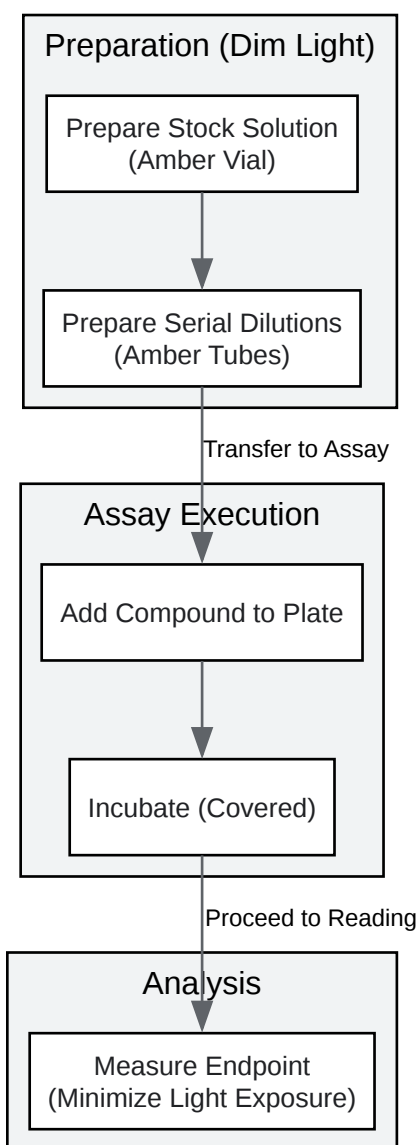 Preparation (Dim Light)
Prepare Stock Solution
(Amber Vial)
Prepare Serial Dilutions
(Amber Tubes)
Transfer to Assay
Assay Execution
Add Compound to Plate
Incubate (Covered)
Proceed to Reading
Analysis
Measure Endpoint
(Minimize Light Exposure)